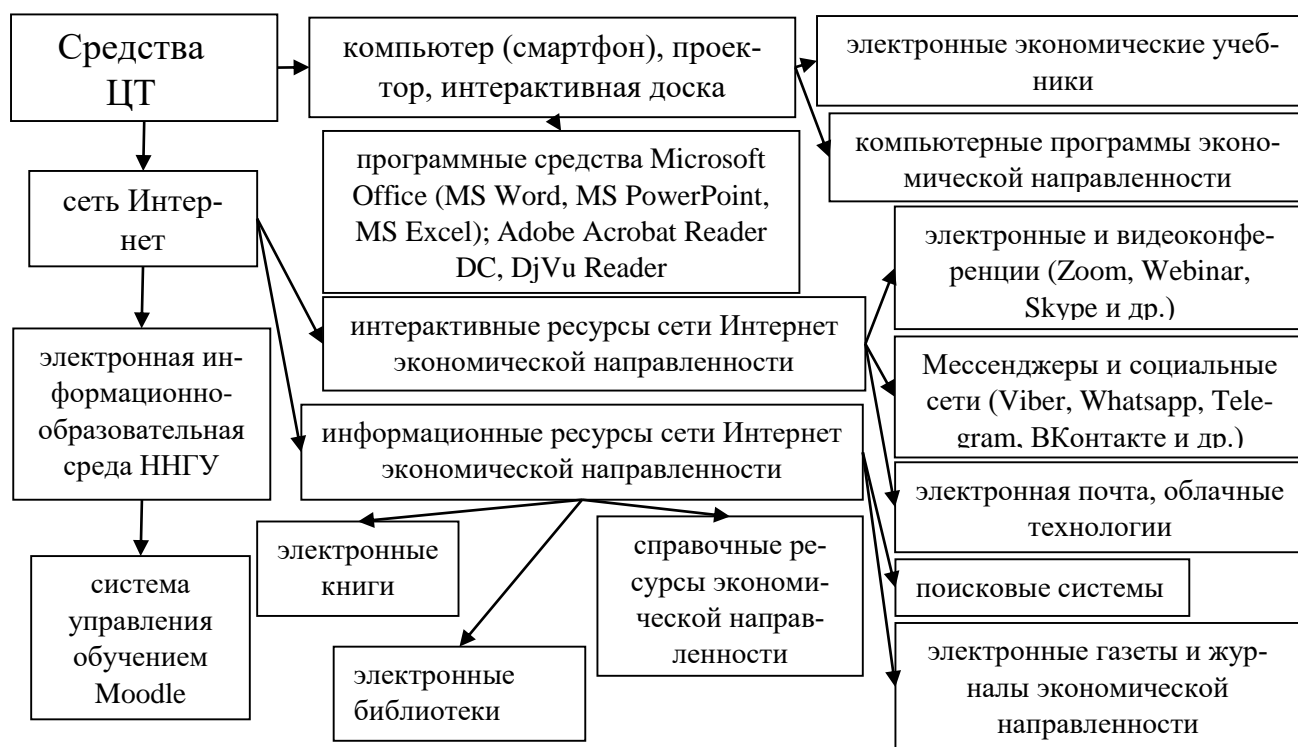 Средства
ЦТ
компьютер (смартфон), проек-
тор, интерактивная доска
электронные экономические учеб-
ники
компьютерные программы эконо-
мической направленности
программные средства Microsoft
Office (MS Word, MS PowerPoint,
MS Excel); Adobe Acrobat Reader
DC, DjVu Reader
сеть Интер-
нет
электронные и видеоконфе-
ренции (Zoom, Webinar,
Skype и др.)
интерактивные ресурсы сети Интернет
экономической направленности
электронная ин-
формационно-
образовательная
среда ННГУ
Мессенджеры и социальные
сети (Viber, Whatsapp, Tele-
gram, ВКонтакте и др.)
информационные ресурсы сети Интернет
экономической направленности
электронная почта, облачные
технологии
электронные
книги
справочные ре-
сурсы экономи-
ческой направ-
ленности
поисковые системы
система
управления
обучением
Moodle
электронные
библиотеки
электронные газеты и жур-
налы экономической
направленности